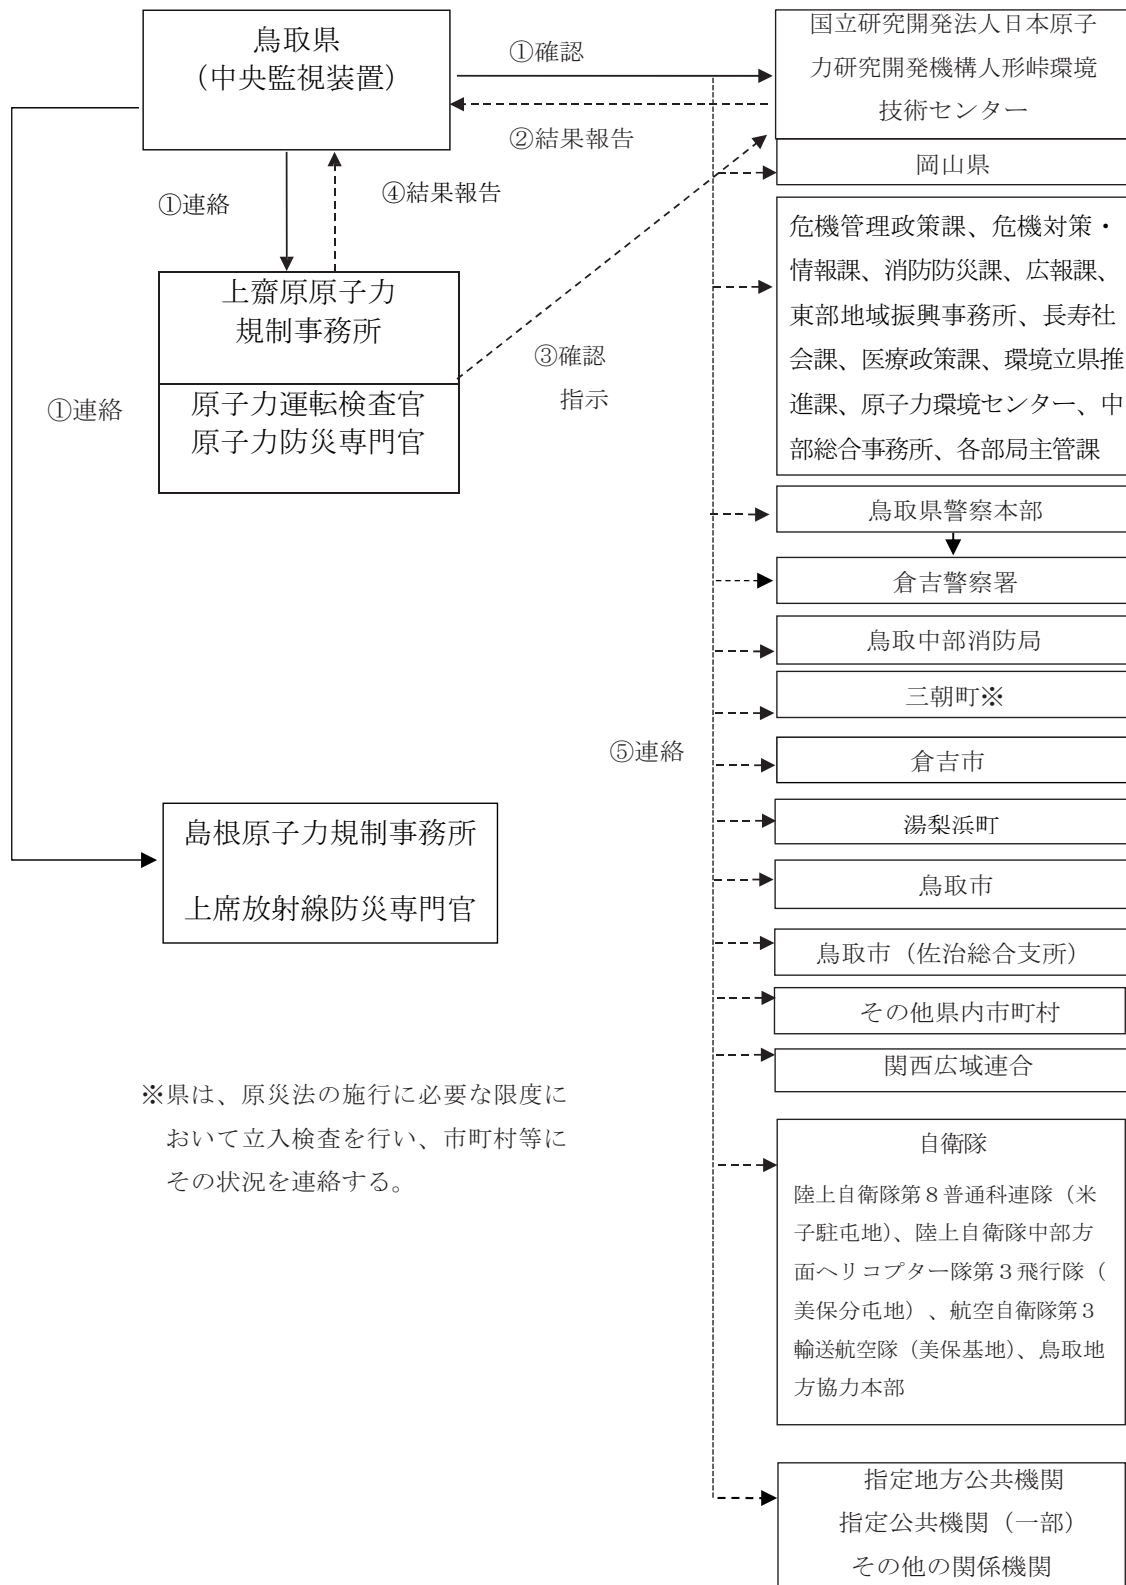 鳥取県
（中央監視装置）
①確認
②結果報告
①連絡
④結果報告
上齋原原子力
規制事務所
原子力運転検査官
原子力防災専門官
③確認
指示
①連絡
⑤連絡
島根原子力規制事務所
上席放射線防災専門官
※県は、原災法の施行に必要な限度に
おいて立入検査を行い、市町村等に
その状況を連絡する。
国立研究開発法人日本原子
力研究開発機構人形峠環境
技術センター
岡山県
危機管理政策課、危機対策・
情報課、消防防災課、広報課、
東部地域振興事務所、長寿社
会課、医療政策課、環境立県推
進課、原子力環境センター、中
部総合事務所、各部局主管課
鳥取県警察本部
倉吉警察署
鳥取中部消防局
三朝町※
倉吉市
湯梨浜町
鳥取市
鳥取市（佐治総合支所）
その他県内市町村
関西広域連合
自衛隊
陸上自衛隊第８普通科連隊（米
子駐屯地）、陸上自衛隊中部方
面ヘリコプター隊第３飛行隊（
美保分屯地）、航空自衛隊第３
輸送航空隊（美保基地）、鳥取地
方協力本部
指定地方公共機関
指定公共機関（一部）
その他の関係機関